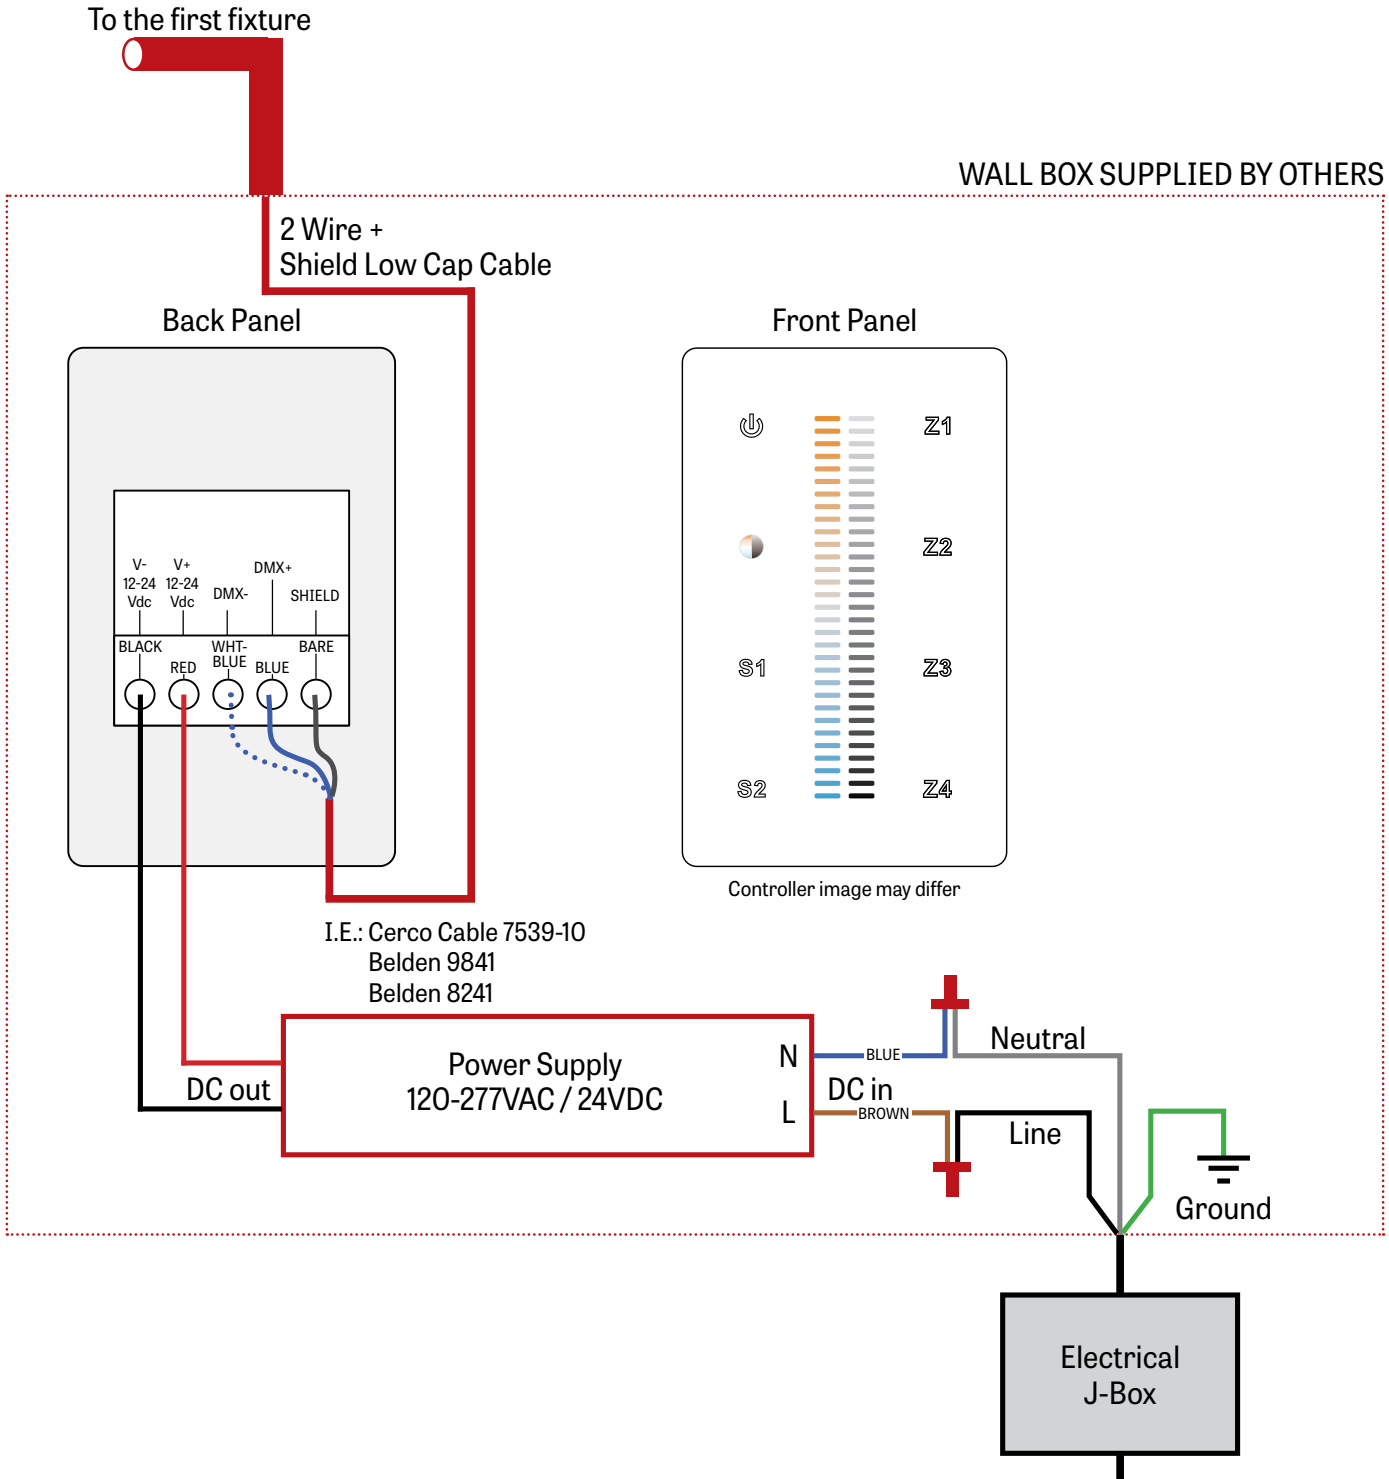 To the first fixture
WALL BOX SUPPLIED BY OTHERS
2 Wire +
Shield Low Cap Cable
Back Panel
V-
12-24
Vdc
V+
12-24
Vdc
DMX-
DMX+
SHIELD
BLACK
RED
WHT-
BLUE
BLUE
BARE
Front Panel
Z1
Z2
S1
Z3
S2
Z4
Controller image may differ
I.E.: Cerco Cable 7539-10
Belden 9841
Belden 8241
DC out
Power Supply
120-277VAC / 24VDC
N
L
BLUE
DC in
BROWN
Neutral
Line
Ground
Electrical
J-Box